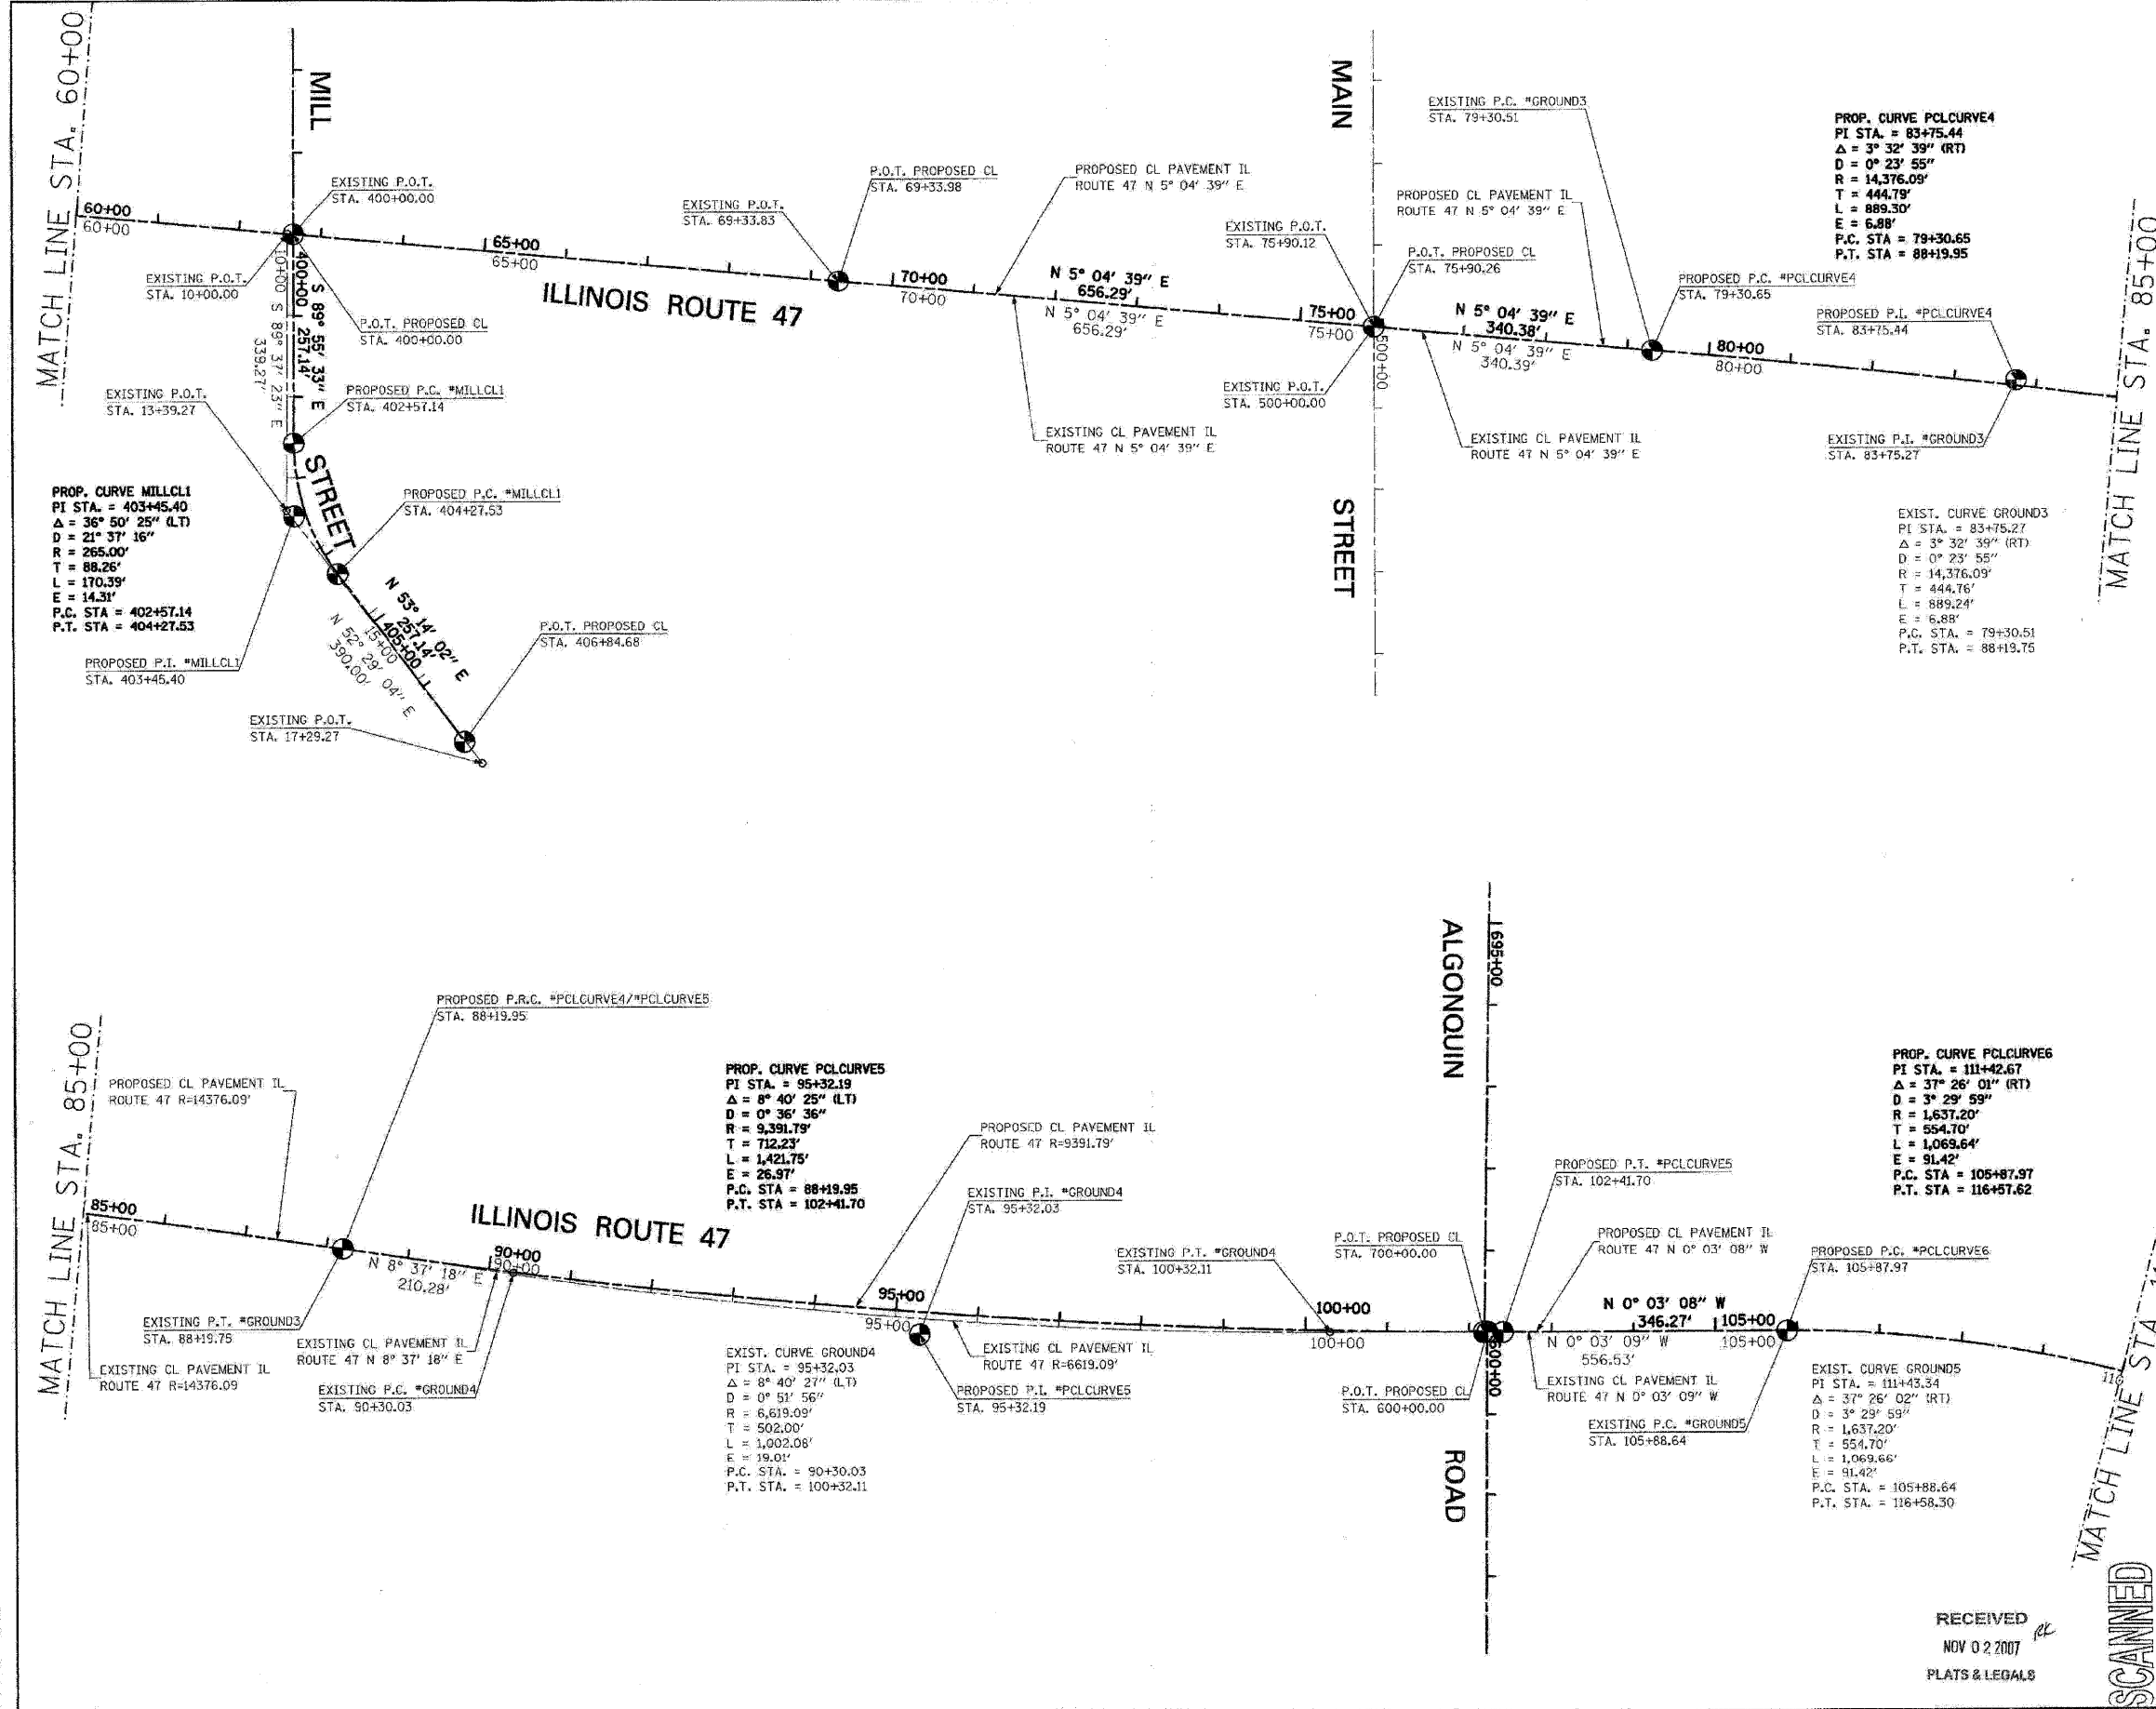 MATCH LINE STA. 60+00
MILL
STREET
60+00
60+00
EXISTING P.O.T.
STA. 400+00.00
EXISTING P.O.T.
STA. 10+00.00
400+00
S 89° 55' 33" E
257.14'
10+00
S 89° 37' 23" E
339.27'
P.O.T. PROPOSED CL
STA. 400+00.00
EXISTING P.O.T.
STA. 13+39.27
PROPOSED P.C. *MILLCL1
STA. 402+57.14
PROPOSED P.C. *MILLCL1
STA. 404+27.53
PROP. CURVE MILLCL1
PI STA. = 403+45.40
Δ = 36° 50' 25" (LT)
D = 21° 37' 16"
R = 265.00'
T = 88.26'
L = 170.39'
E = 14.31'
P.C. STA = 402+57.14
P.T. STA = 404+27.53
PROPOSED P.I. *MILLCL1
STA. 403+45.40
N 53° 14' 02" E
257.14'
405+00
15+00
N 52° 29' 04" E
390.00'
P.O.T. PROPOSED CL
STA. 406+84.68
EXISTING P.O.T.
STA. 17+29.27
65+00
65+00
ILLINOIS ROUTE 47
EXISTING P.O.T.
STA. 69+33.83
P.O.T. PROPOSED CL
STA. 69+33.98
70+00
70+00
PROPOSED CL PAVEMENT IL
ROUTE 47 N 5° 04' 39" E
N 5° 04' 39" E
656.29'
N 5° 04' 39" E
656.29'
EXISTING CL PAVEMENT IL
ROUTE 47 N 5° 04' 39" E
MAIN
STREET
EXISTING P.O.T.
STA. 75+90.12
75+00
75+00
EXISTING P.O.T.
STA. 500+00.00
500+00
P.O.T. PROPOSED CL
STA. 75+90.26
EXISTING P.C. *GROUND3
STA. 79+30.51
PROPOSED CL PAVEMENT IL
ROUTE 47 N 5° 04' 39" E
N 5° 04' 39" E
340.38'
N 5° 04' 39" E
340.39'
EXISTING CL PAVEMENT IL
ROUTE 47 N 5° 04' 39" E
PROPOSED P.C. *PCLCURVE4
STA. 79+30.65
80+00
80+00
PROP. CURVE PCLCURVE4
PI STA. = 83+75.44
Δ = 3° 32' 39" (RT)
D = 0° 23' 55"
R = 14,376.09'
T = 444.79'
L = 889.30'
E = 6.88'
P.C. STA = 79+30.65
P.T. STA = 88+19.95
PROPOSED P.I. *PCLCURVE4
STA. 83+75.44
EXISTING P.I. *GROUND3
STA. 83+75.27
EXIST. CURVE GROUND3
PI STA. = 83+75.27
Δ = 3° 32' 39" (RT)
D = 0° 23' 55"
R = 14,376.09'
T = 444.76'
L = 889.24'
E = 6.88'
P.C. STA. = 79+30.51
P.T. STA. = 88+19.75
MATCH LINE STA. 85+00
MATCH LINE STA. 85+00
PROPOSED CL PAVEMENT IL
ROUTE 47 R=14376.09'
85+00
85+00
PROPOSED P.R.C. *PCLCURVE4/*PCLCURVE5
STA. 88+19.95
EXISTING P.T. *GROUND3
STA. 88+19.75
EXISTING CL PAVEMENT IL
ROUTE 47 R=14376.09
N 8° 37' 18" E
210.28'
EXISTING CL PAVEMENT IL
ROUTE 47 N 8° 37' 18" E
EXISTING P.C. *GROUND4
STA. 90+30.03
90+00
90+00
ILLINOIS ROUTE 47
PROP. CURVE PCLCURVE5
PI STA. = 95+32.19
Δ = 8° 40' 25" (LT)
D = 0° 36' 36"
R = 9,391.79'
T = 712.23'
L = 1,421.75'
E = 26.97'
P.C. STA = 88+19.95
P.T. STA = 102+41.70
PROPOSED CL PAVEMENT IL
ROUTE 47 R=9391.79'
EXISTING P.I. *GROUND4
STA. 95+32.03
95+00
95+00
EXIST. CURVE GROUND4
PI STA. = 95+32.03
Δ = 8° 40' 27" (LT)
D = 0° 51' 56"
R = 6,619.09'
T = 502.00'
L = 1,002.08'
E = 19.01'
P.C. STA. = 90+30.03
P.T. STA. = 100+32.11
EXISTING CL PAVEMENT IL
ROUTE 47 R=6619.09'
PROPOSED P.I. *PCLCURVE5
STA. 95+32.19
EXISTING P.T. *GROUND4
STA. 100+32.11
100+00
100+00
ALGONQUIN
ROAD
695+00
P.O.T. PROPOSED CL
STA. 700+00.00
P.O.T. PROPOSED CL
STA. 600+00.00
600+00
PROPOSED P.T. *PCLCURVE5
STA. 102+41.70
PROPOSED CL PAVEMENT IL
ROUTE 47 N 0° 03' 08" W
N 0° 03' 08" W
346.27'
105+00
N 0° 03' 09" W
556.53'
105+00
EXISTING CL PAVEMENT IL
ROUTE 47 N 0° 03' 09" W
EXISTING P.C. *GROUND5
STA. 105+88.64
PROPOSED P.C. *PCLCURVE6
STA. 105+87.97
PROP. CURVE PCLCURVE6
PI STA. = 111+42.67
Δ = 37° 26' 01" (RT)
D = 3° 29' 59"
R = 1,637.20'
T = 554.70'
L = 1,069.64'
E = 91.42'
P.C. STA = 105+87.97
P.T. STA = 116+57.62
EXIST. CURVE GROUND5
PI STA. = 111+43.34
Δ = 37° 26' 02" (RT)
D = 3° 29' 59"
R = 1,637.20'
T = 554.70'
L = 1,069.66'
E = 91.42'
P.C. STA. = 105+88.64
P.T. STA. = 116+58.30
MATCH LINE STA
RECEIVED
NOV 02 2007
PLATS & LEGALS
SCANNED